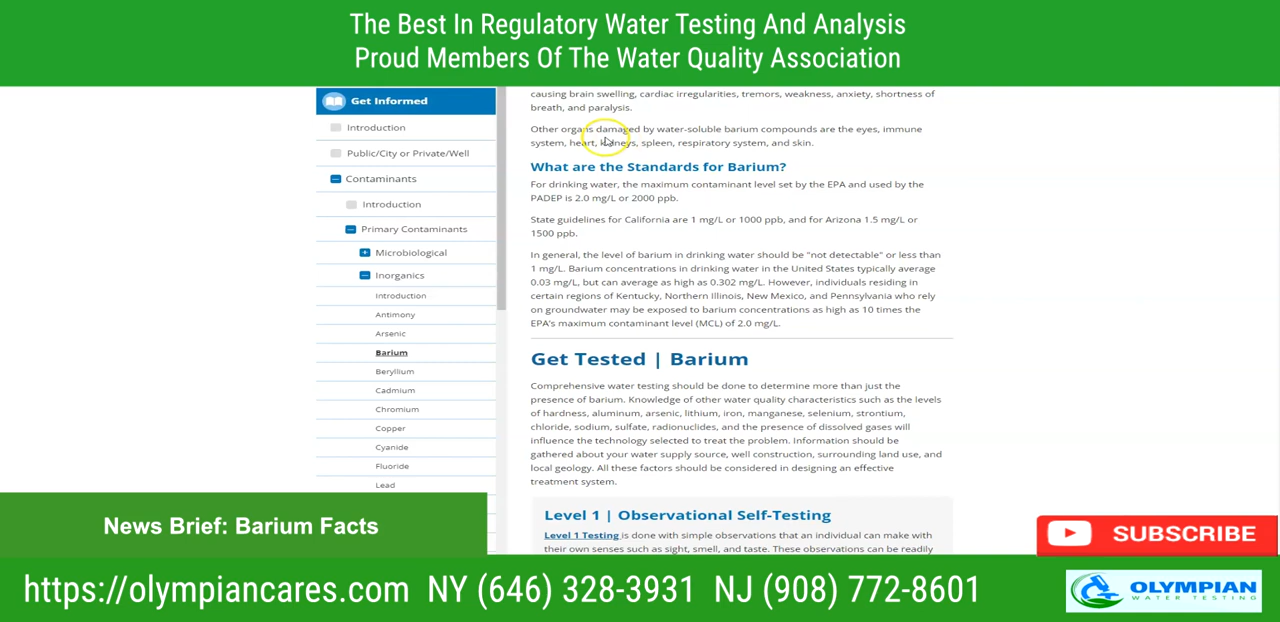 The Best In Regulatory Water Testing And Analysis
Proud Members Of The Water Quality Association
Get Informed
Introduction
Public/City or Private/Well
Contaminants
Introduction
Primary Contaminants
Microbiological
Inorganics
Introduction
Antimony
Arsenic
Barium
Beryllium
Cadmium
Chromium
Copper
Cyanide
Fluoride
Lead
causing brain swelling, cardiac irregularities, tremors, weakness, anxiety, shortness of
breath, and paralysis.
Other organs damaged by water-soluble barium compounds are the eyes, immune
system, heart, kidneys, spleen, respiratory system, and skin.
What are the Standards for Barium?
For drinking water, the maximum contaminant level set by the EPA and used by the
PADEP is 2.0 mg/L or 2000 ppb.
State guidelines for California are 1 mg/L or 1000 ppb, and for Arizona 1.5 mg/L or
1500 ppb.
In general, the level of barium in drinking water should be "not detectable" or less than
1 mg/L. Barium concentrations in drinking water in the United States typically average
0.03 mg/L, but can average as high as 0.302 mg/L. However, individuals residing in
certain regions of Kentucky, Northern Illinois, New Mexico, and Pennsylvania who rely
on groundwater may be exposed to barium concentrations as high as 10 times the
EPA's maximum contaminant level (MCL) of 2.0 mg/L.
Get Tested | Barium
Comprehensive water testing should be done to determine more than just the
presence of barium. Knowledge of other water quality characteristics such as the levels
of hardness, aluminum, arsenic, lithium, iron, manganese, selenium, strontium,
chloride, sodium, sulfate, radionuclides, and the presence of dissolved gases will
influence the technology selected to treat the problem. Information should be
gathered about your water supply source, well construction, surrounding land use, and
local geology. All these factors should be considered in designing an effective
treatment system.
Level 1 | Observational Self-Testing
Level 1 Testing is done with simple observations that an individual can make with
their own senses such as sight, smell, and taste. These observations can be readily
News Brief: Barium Facts
SUBSCRIBE
https://olympiancares.com NY (646) 328-3931 NJ (908) 772-8601
OLYMPIAN
WATER TESTING